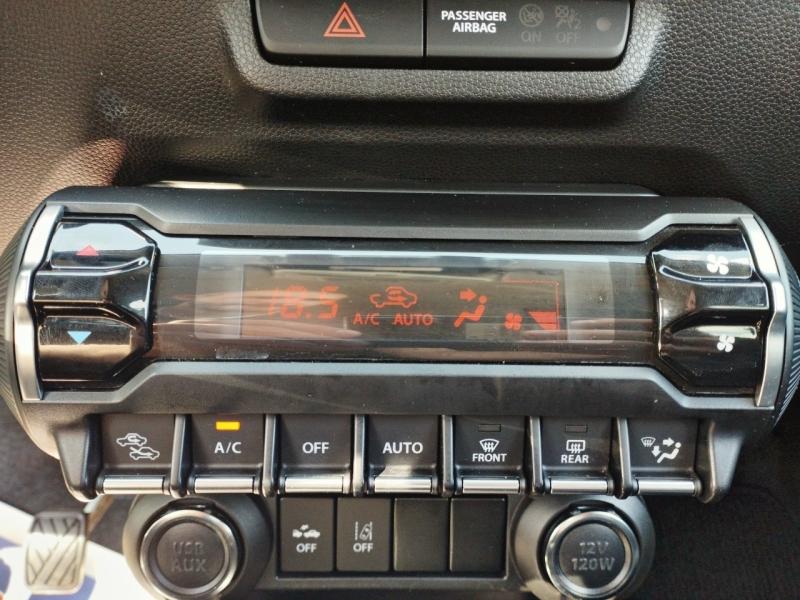 PASSENGER
AIRBAG
ON OFF
18.5 A/C AUTO
A/C OFF AUTO FRONT REAR
USB
AUX
OFF OFF
12V
120W